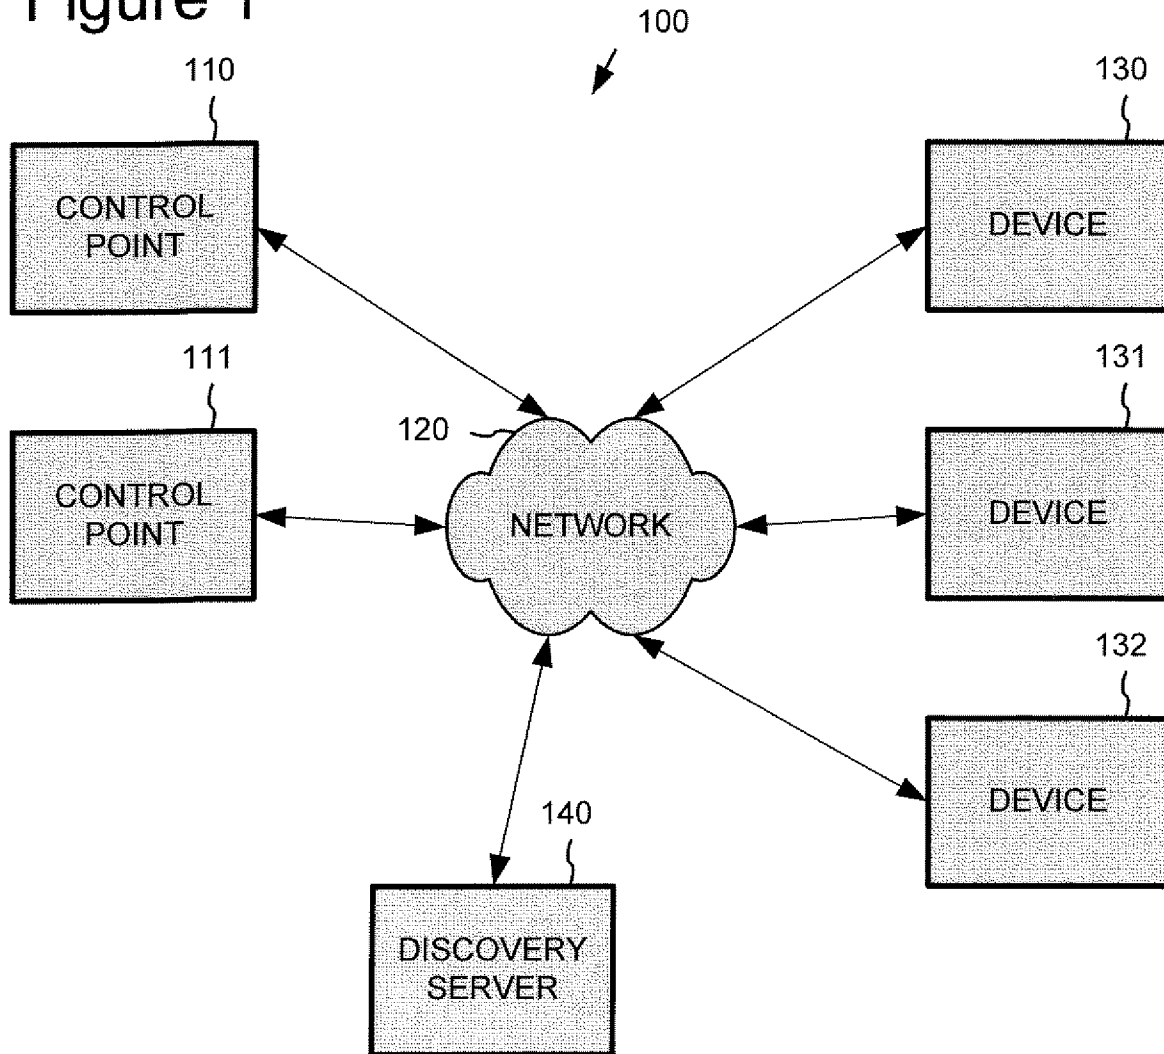 Figure 1
100
110
130
CONTROL
POINT
DEVICE
111
131
120
CONTROL
POINT
NETWORK
DEVICE
132
DEVICE
140
DISCOVERY
SERVER